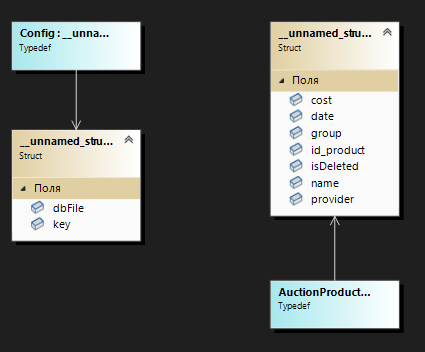 Config : __unna...
Typedef
__unnamed_stru...
Struct
Поля
dbFile
key
__unnamed_stru...
Struct
Поля
cost
date
group
id_product
isDeleted
name
provider
AuctionProduct...
Typedef